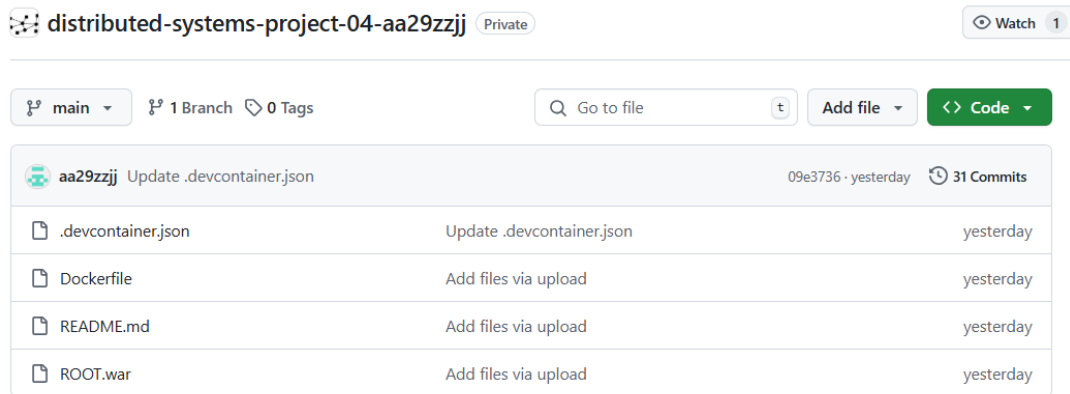 distributed-systems-project-04-aa29zzjj Private Watch 1
main 1 Branch 0 Tags Go to file t Add file Code
aa29zzjj Update .devcontainer.json 09e3736 · yesterday 31 Commits
.devcontainer.json Update .devcontainer.json yesterday
Dockerfile Add files via upload yesterday
README.md Add files via upload yesterday
ROOT.war Add files via upload yesterday